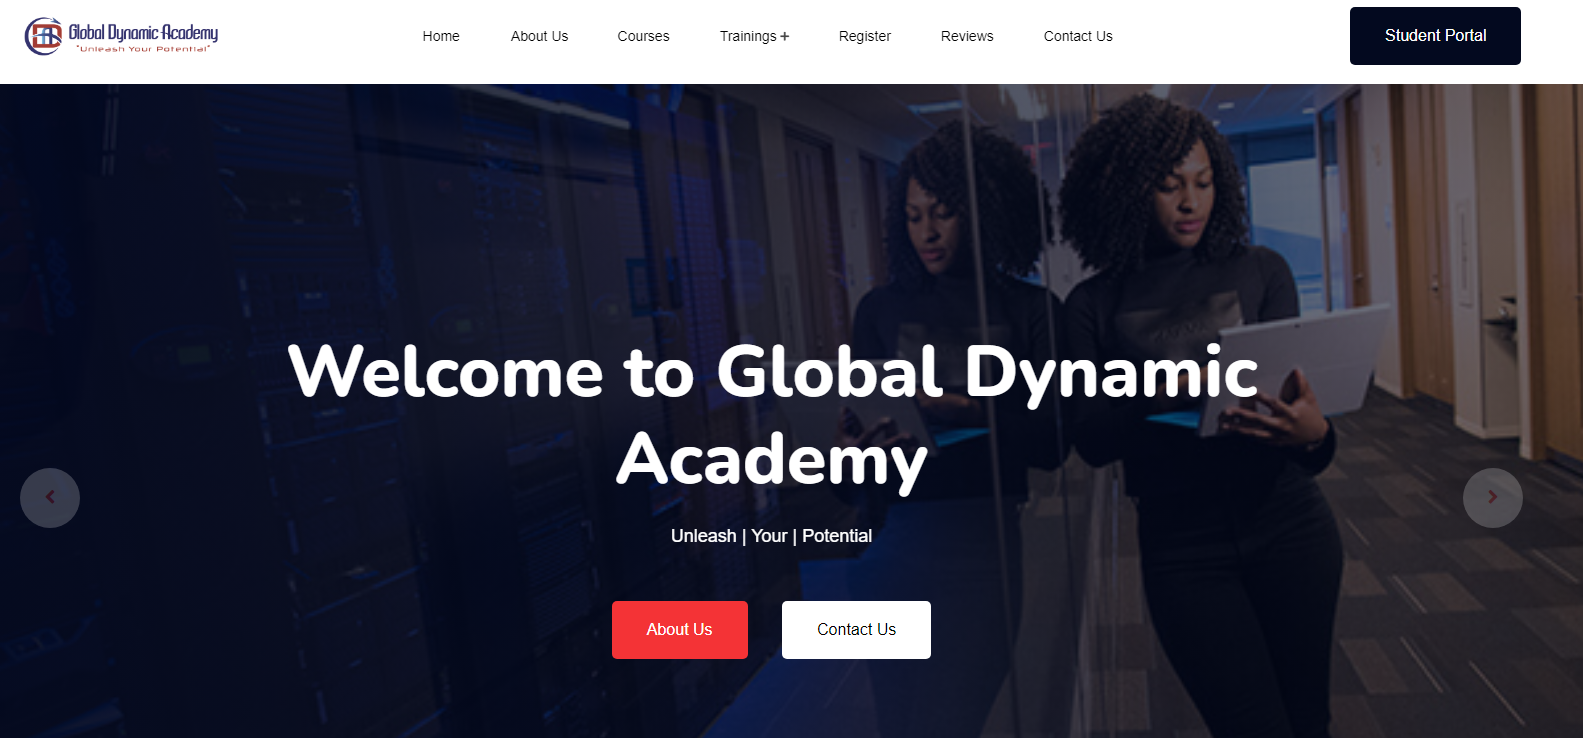 Global Dynamic Academy
"Unleash Your Potential"
Home About Us Courses Trainings + Register Reviews Contact Us
Student Portal
Welcome to Global Dynamic
Academy
Unleash | Your | Potential
About Us Contact Us